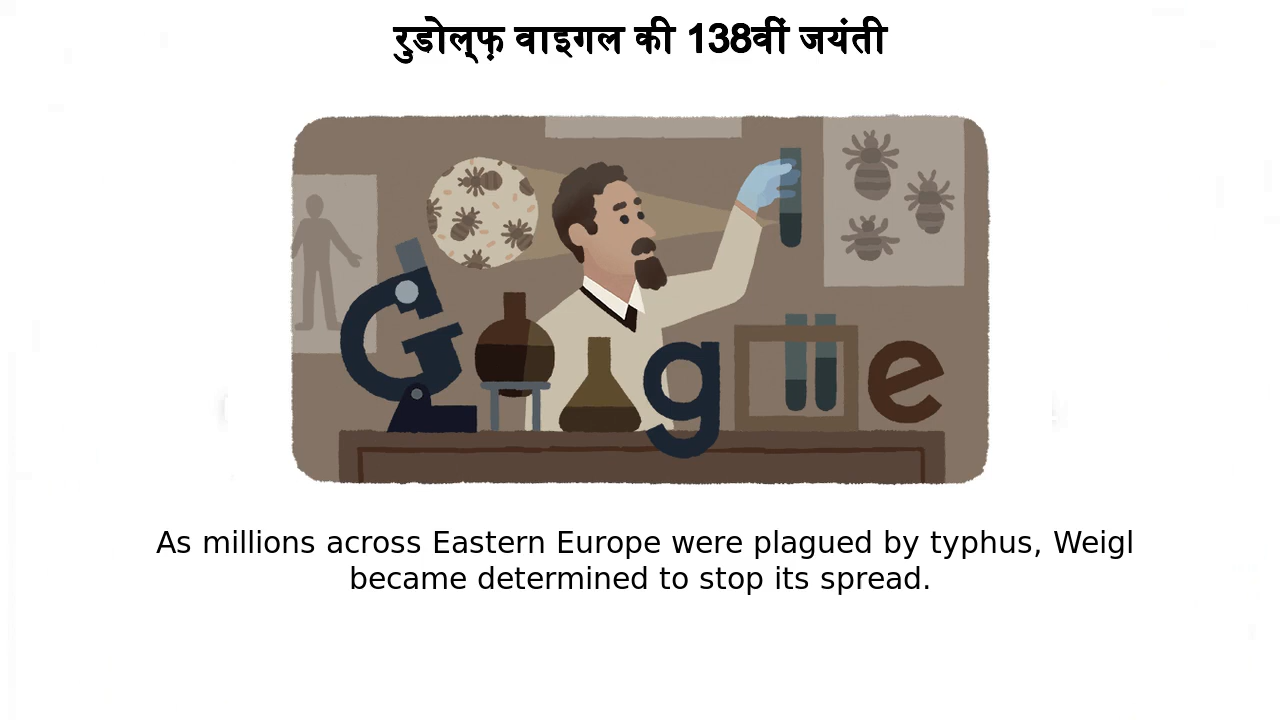 रुडोल्फ़ वाइगल की 138वीं जयंती
G g e
As millions across Eastern Europe were plagued by typhus, Weigl
became determined to stop its spread.